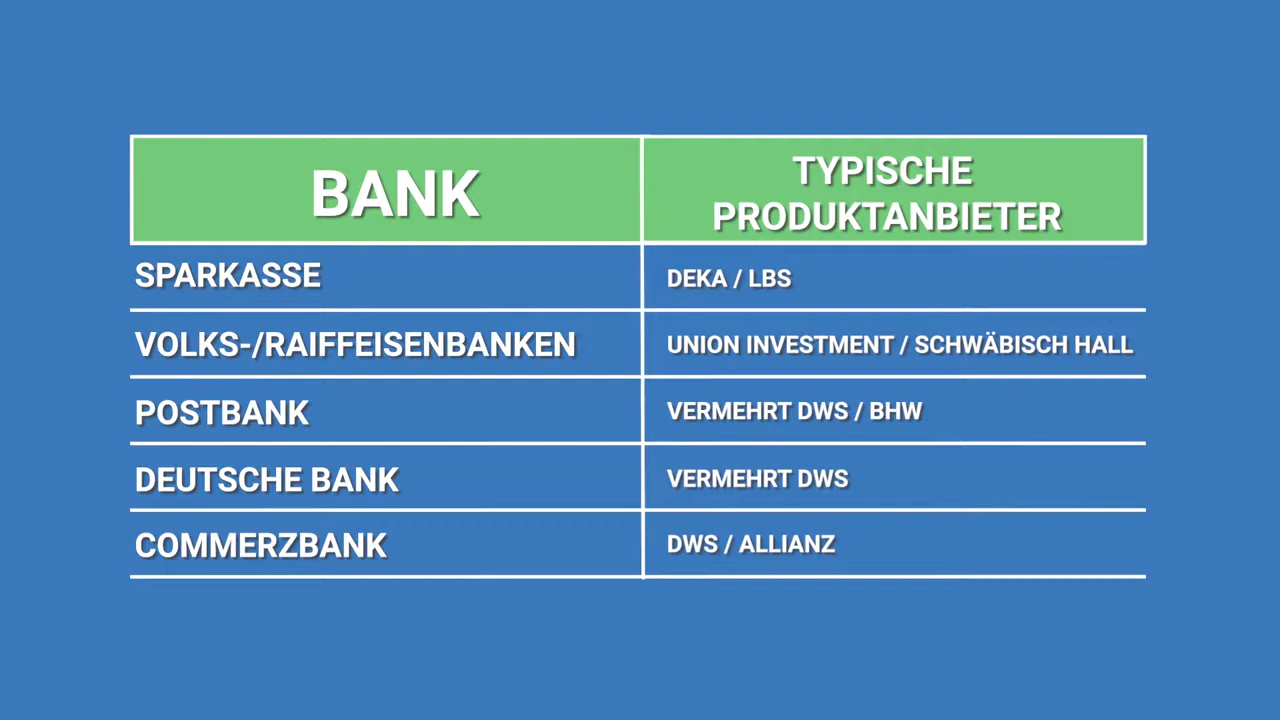 BANK
TYPISCHE
PRODUKTANBIETER
SPARKASSE
DEKA / LBS
VOLKS-/RAIFFEISENBANKEN
UNION INVESTMENT / SCHWÄBISCH HALL
POSTBANK
VERMEHRT DWS / BHW
DEUTSCHE BANK
VERMEHRT DWS
COMMERZBANK
DWS / ALLIANZ